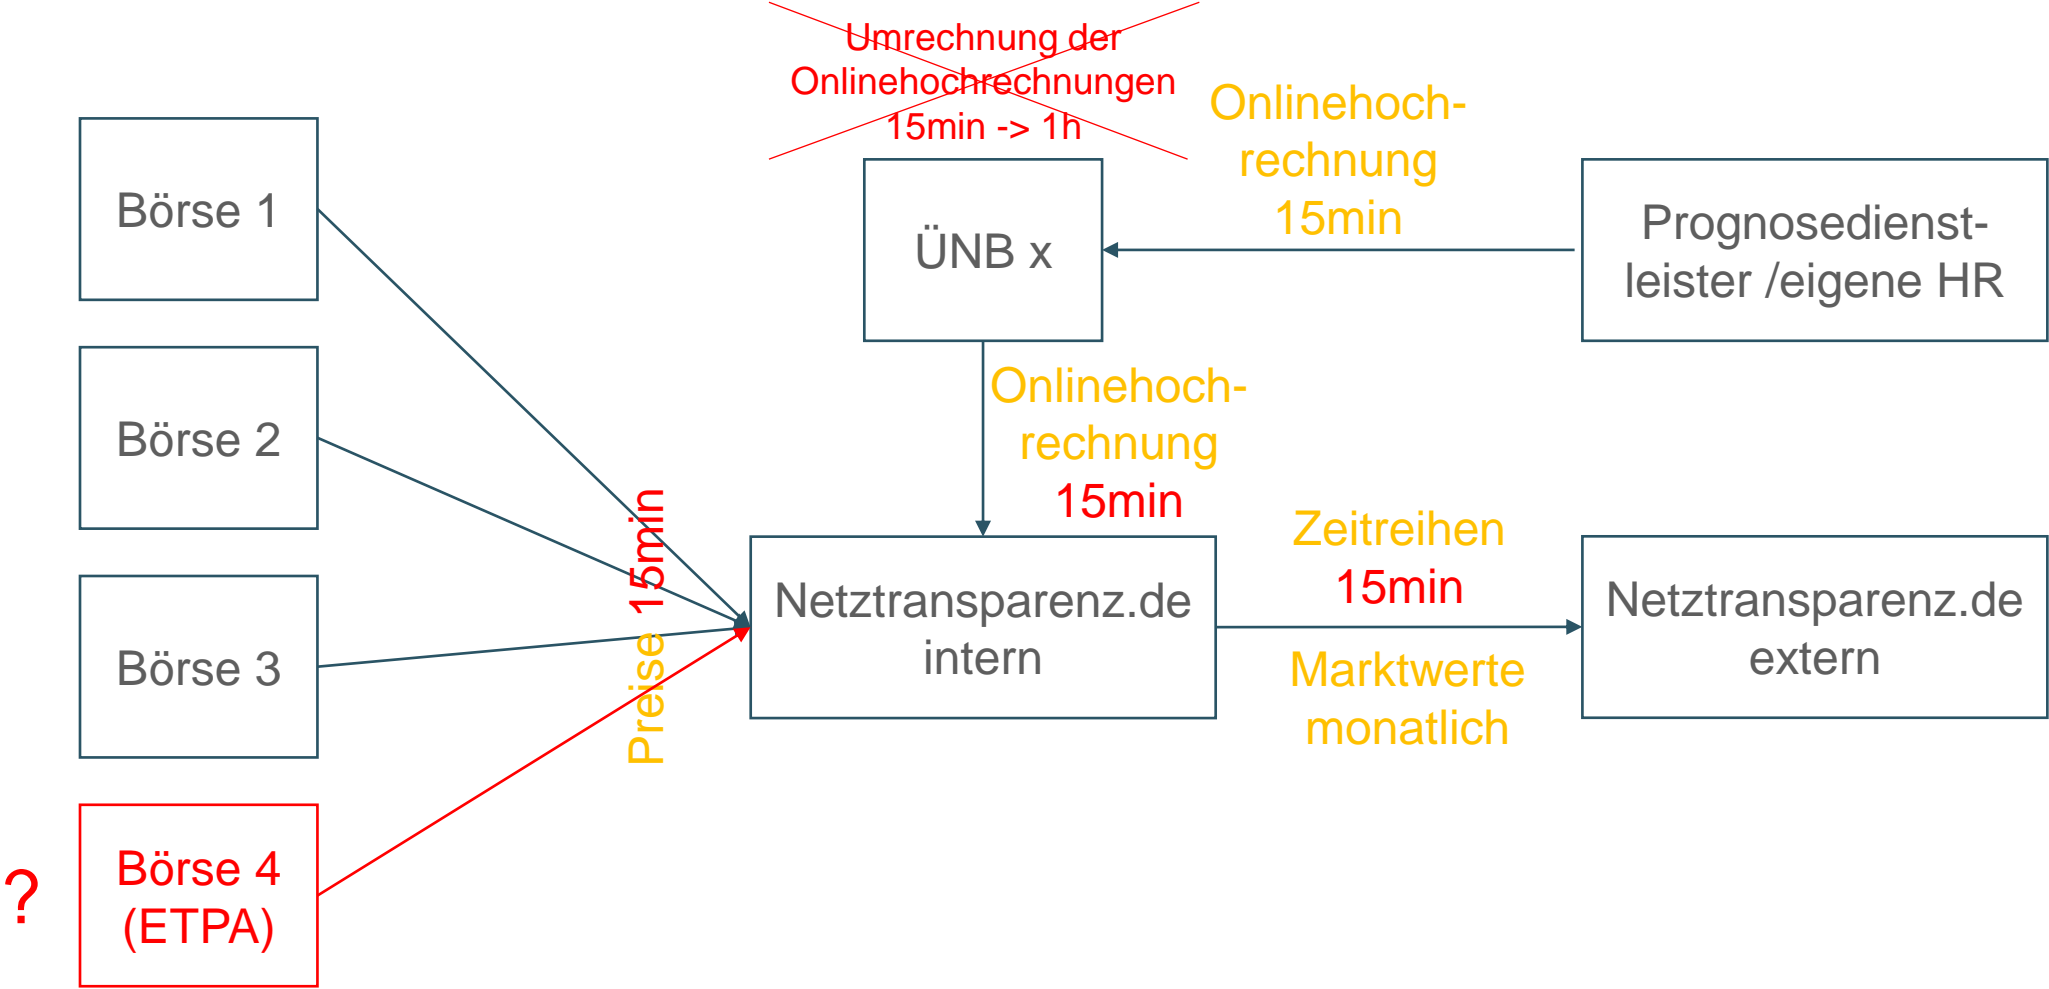 Umrechnung der
Onlinehochrechnungen
15min -> 1h
Börse 1
Börse 2
Börse 3
?
Börse 4
(ETPA)
Preise 15min
ÜNB x
Onlinehoch-
rechnung
15min
Prognosedienst-
leister /eigene HR
Onlinehoch-
rechnung
15min
Netztransparenz.de
intern
Zeitreihen
15min
Marktwerte
monatlich
Netztransparenz.de
extern